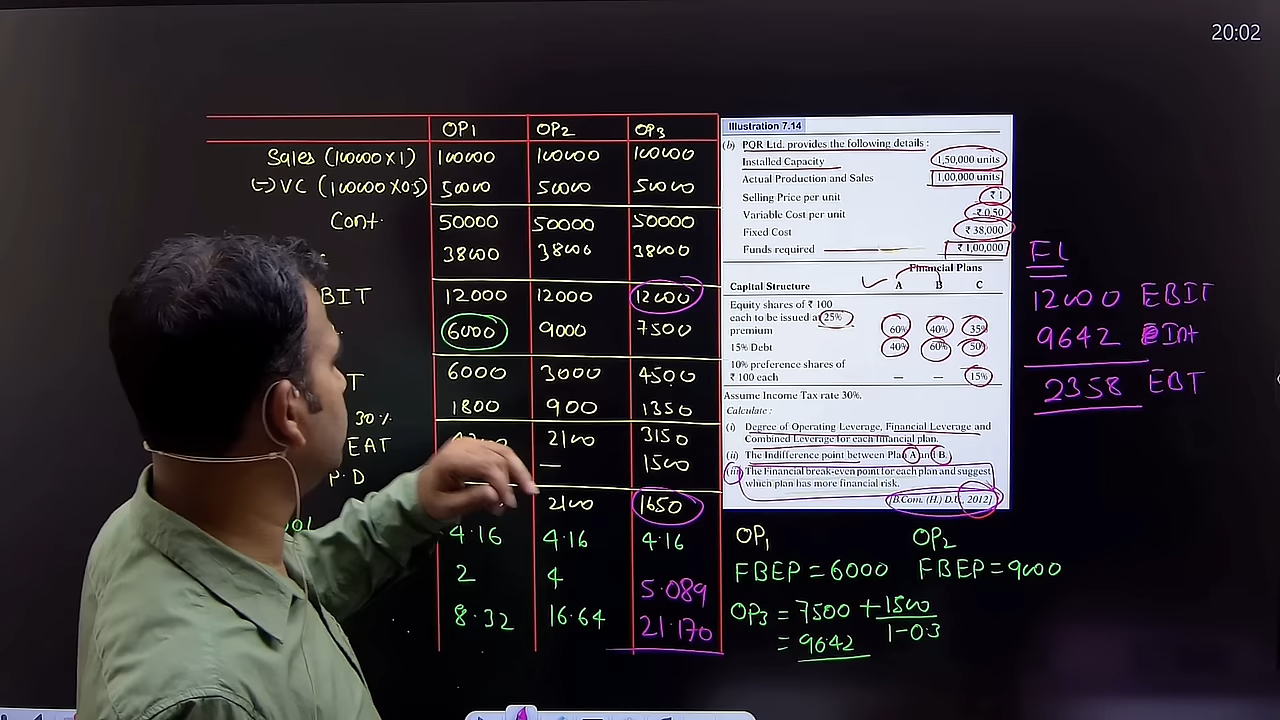 20:02
OP1 OP2 OP3
Sales (100000 X 1) 100000 100000 100000
(-) VC (100000 X 0.5) 50000 50000 50000
Cont. 50000 50000 50000
38000 38000 38000
BIT 12000 12000 12000
6000 9000 7500
T 6000 3000 4500
30% 1800 900 1350
EAT 2100 3150
P.D — 1500
2100 1650
4.16 4.16 4.16
2 4 5.089
8.32 16.64 21.170
Illustration 7.14
(b) PQR Ltd. provides the following details :
Installed Capacity 1,50,000 units
Actual Production and Sales 1,00,000 units
Selling Price per unit ₹ 1
Variable Cost per unit ₹ 0.50
Fixed Cost ₹ 38,000
Funds required ₹ 1,00,000
Financial Plans
Capital Structure A B C
Equity shares of ₹ 100
each to be issued at 25%
premium 60% 40% 35%
15% Debt 40% 60% 50%
10% preference shares of
₹ 100 each — — 15%
Assume Income Tax rate 30%.
Calculate :
(i) Degree of Operating Leverage, Financial Leverage and
Combined Leverage for each financial plan.
(ii) The Indifference point between Plan A and B.
(iii) The Financial break-even point for each plan and suggest
which plan has more financial risk.
[B.Com. (H.) D.U., 2012]
OP1 OP2
FBEP = 6000 FBEP = 9000
OP3 = 7500 + 1500
1-0.3
= 9642
FL
12000 EBIT
9642 Int
2358 EBT